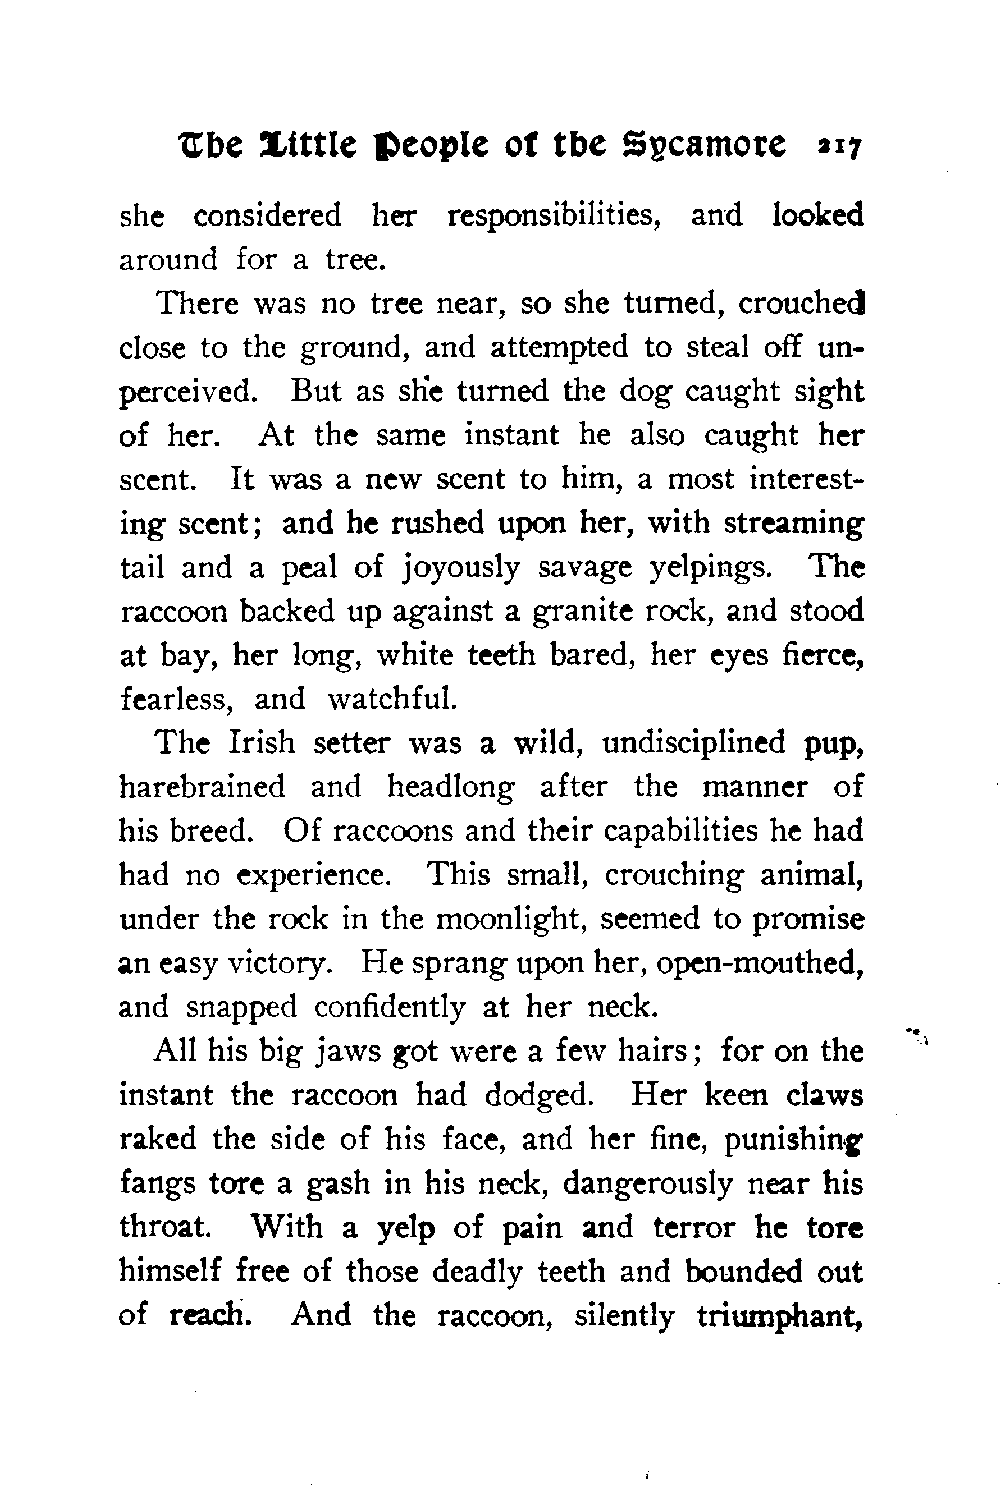 The Little People of the Sycamore 217
she considered her responsibilities, and looked
around for a tree.
There was no tree near, so she turned, crouched
close to the ground, and attempted to steal off un-
perceived. But as she turned the dog caught sight
of her. At the same instant he also caught her
scent. It was a new scent to him, a most interest-
ing scent; and he rushed upon her, with streaming
tail and a peal of joyously savage yelpings. The
raccoon backed up against a granite rock, and stood
at bay, her long, white teeth bared, her eyes fierce,
fearless, and watchful.
The Irish setter was a wild, undisciplined pup,
harebrained and headlong after the manner of
his breed. Of raccoons and their capabilities he had
had no experience. This small, crouching animal,
under the rock in the moonlight, seemed to promise
an easy victory. He sprang upon her, open-mouthed,
and snapped confidently at her neck.
All his big jaws got were a few hairs; for on the
instant the raccoon had dodged. Her keen claws
raked the side of his face, and her fine, punishing
fangs tore a gash in his neck, dangerously near his
throat. With a yelp of pain and terror he tore
himself free of those deadly teeth and bounded out
of reach. And the raccoon, silently triumphant,